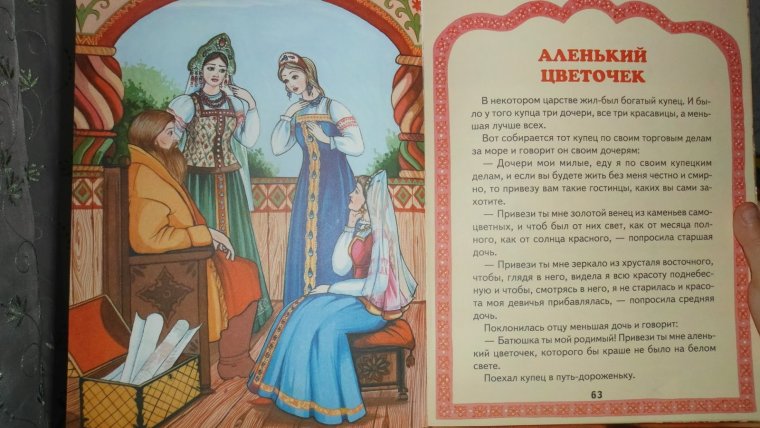 АЛЕНЬКИЙ
ЦВЕТОЧЕК
В некотором царстве жил-был богатый купец. И бы-
ло у того купца три дочери, все три красавицы, а мень-
шая лучше всех.
Вот собирается тот купец по своим торговым делам
за море и говорит он своим дочерям:
— Дочери мои милые, еду я по своим купецким
делам, и если вы будете жить без меня честно и смир-
но, то привезу вам такие гостинцы, каких вы сами за-
хотите.
— Привези ты мне золотой венец из каменьев само-
цветных, и чтоб был от них свет, как от месяца пол-
ного, как от солнца красного, — попросила старшая
дочь.
— Привези ты мне зеркало из хрусталя восточного,
чтобы, глядя в него, видела я всю красоту поднебес-
ную и чтобы, смотрясь в него, я не старилась и красо-
та моя девичья прибавлялась, — попросила средняя
дочь.
Поклонилась отцу меньшая дочь и говорит:
— Батюшка ты мой родимый! Привези ты мне алень-
кий цветочек, которого бы краше не было на белом
свете.
Поехал купец в путь-дороженьку.
63